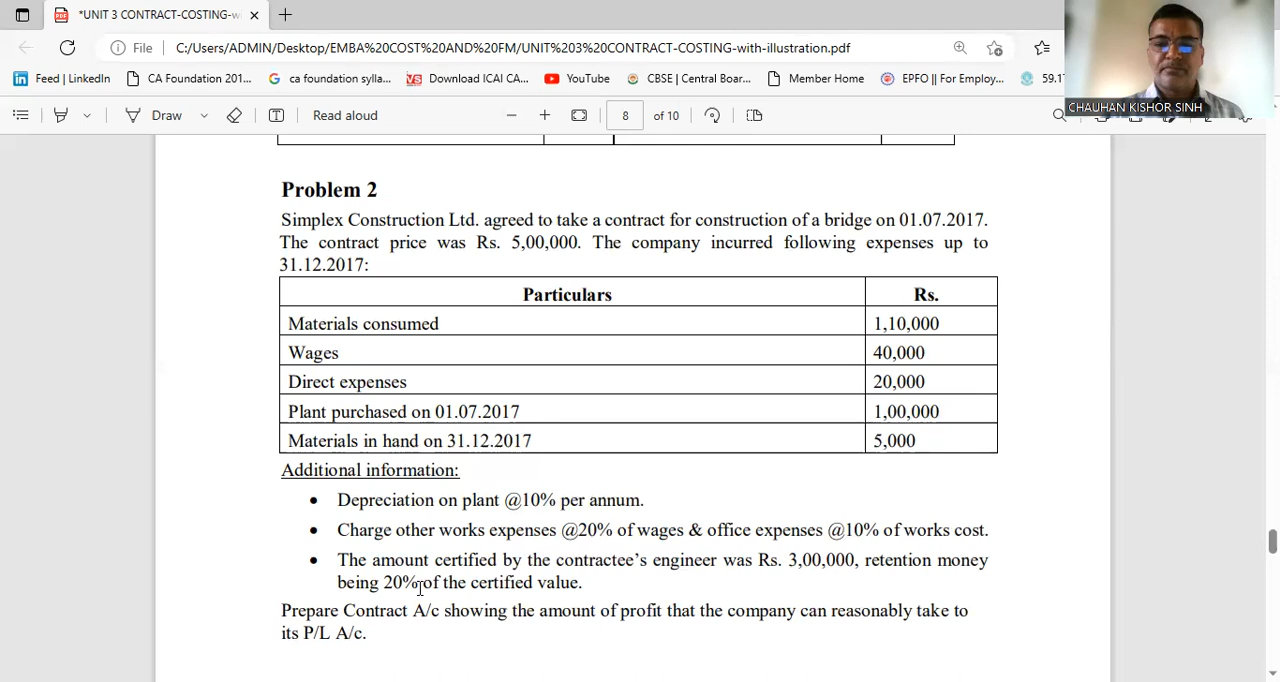 *UNIT 3 CONTRACT-COSTING-w
File
C:/Users/ADMIN/Desktop/EMBA%20COST%20AND%20FM/UNIT%203%20CONTRACT-COSTING-with-illustration.pdf
Feed | LinkedIn
CA Foundation 201...
ca foundation sylla...
Download ICAI CA...
YouTube
CBSE | Central Boar...
Member Home
EPFO || For Employ...
59.1
CHAUHAN KISHOR SINH
Draw
Read aloud
8
of 10
Problem 2
Simplex Construction Ltd. agreed to take a contract for construction of a bridge on 01.07.2017.
The contract price was Rs. 5,00,000. The company incurred following expenses up to
31.12.2017:
Particulars Rs.
Materials consumed 1,10,000
Wages 40,000
Direct expenses 20,000
Plant purchased on 01.07.2017 1,00,000
Materials in hand on 31.12.2017 5,000
Additional information:
• Depreciation on plant @10% per annum.
• Charge other works expenses @20% of wages & office expenses @10% of works cost.
• The amount certified by the contractee's engineer was Rs. 3,00,000, retention money
being 20% of the certified value.
Prepare Contract A/c showing the amount of profit that the company can reasonably take to
its P/L A/c.